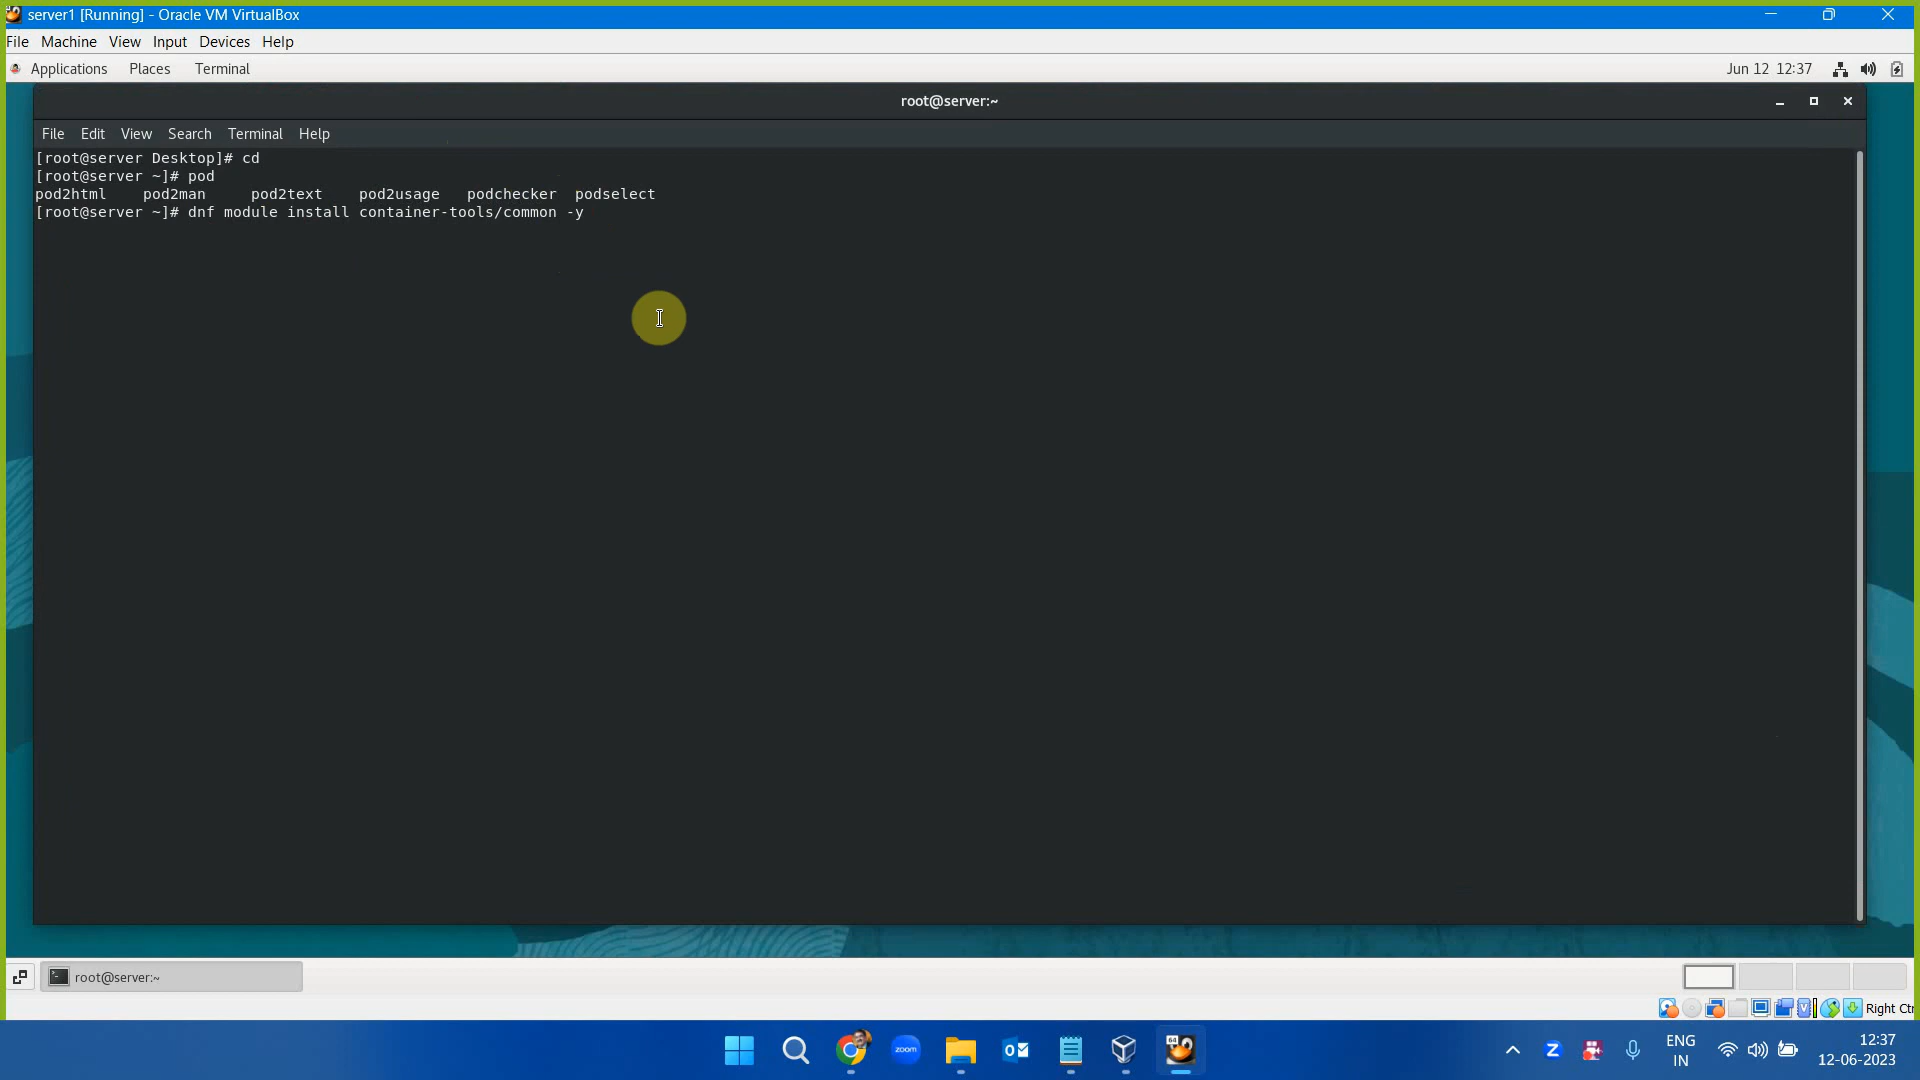 server1 [Running] - Oracle VM VirtualBox
File Machine View Input Devices Help
Applications Places Terminal Jun 12 12:37
root@server:~
File Edit View Search Terminal Help
[root@server Desktop]# cd
[root@server ~]# pod
pod2html pod2man pod2text pod2usage podchecker podselect
[root@server ~]# dnf module install container-tools/common -y
root@server:~
Right Ctr
zoom
64
ENG
IN
12:37
12-06-2023